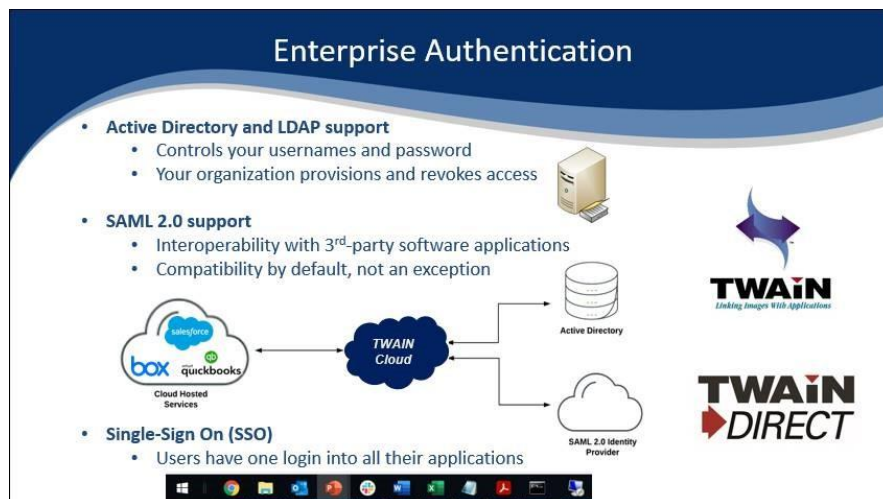 Enterprise Authentication
• Active Directory and LDAP support
• Controls your usernames and password
• Your organization provisions and revokes access
• SAML 2.0 support
• Interoperability with 3rd-party software applications
• Compatibility by default, not an exception
salesforce
box
intuit
qb
quickbooks
Cloud Hosted
Services
TWAIN
Cloud
Active Directory
SAML 2.0 Identity
Provider
TWAIN
Linking Images With Applications
TWAIN
DIRECT
• Single-Sign On (SSO)
• Users have one login into all their applications